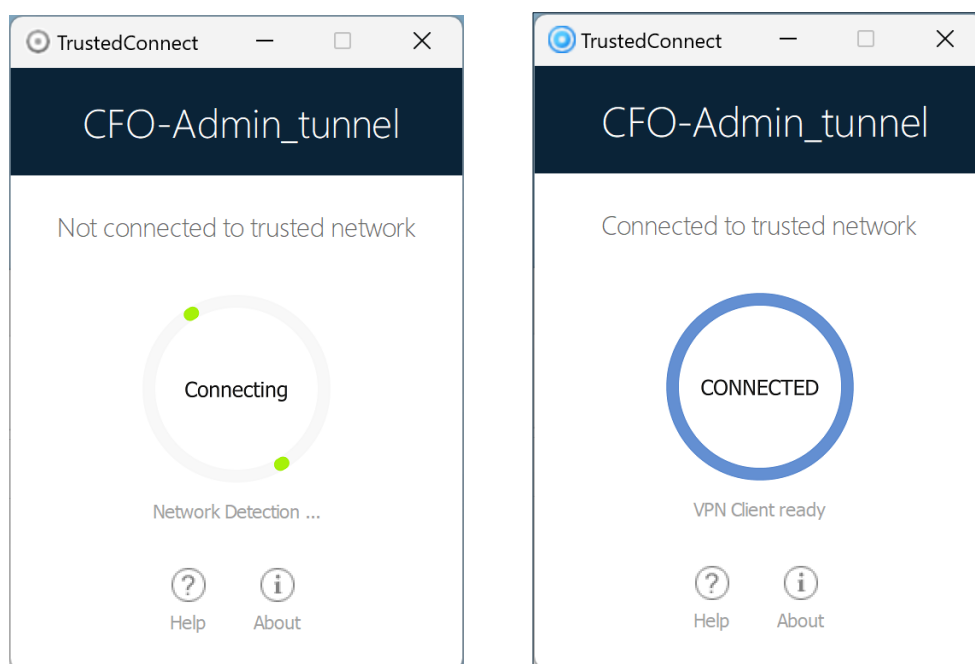 TrustedConnect
CFO-Admin_tunnel
Not connected to trusted network
Connecting
Network Detection ...
Help
About
TrustedConnect
CFO-Admin_tunnel
Connected to trusted network
CONNECTED
VPN Client ready
Help
About